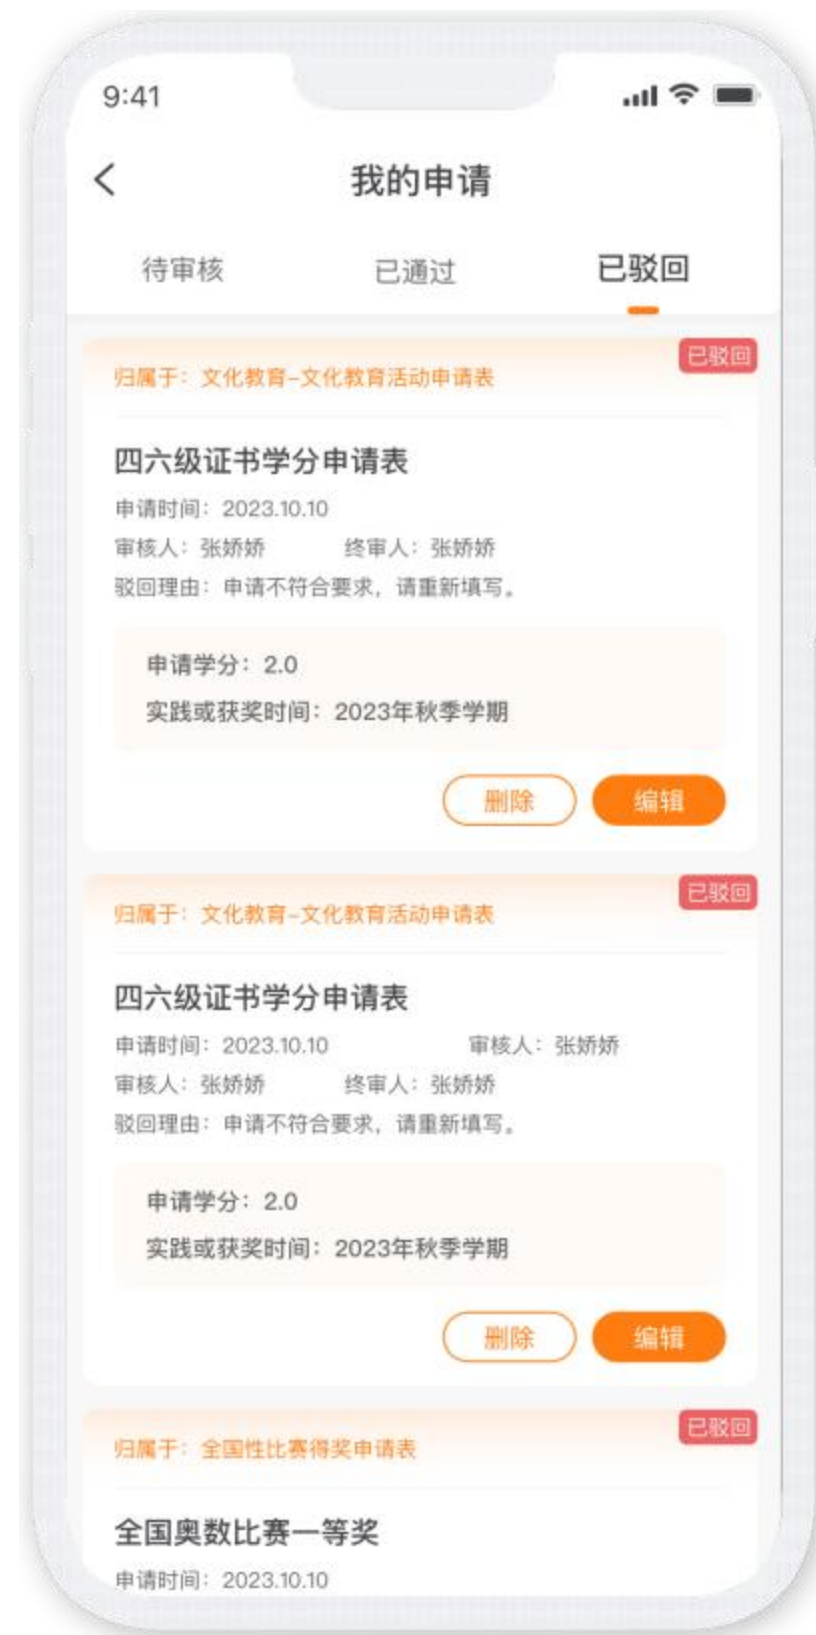 9:41
我的申请
待审核 已通过 已驳回
已驳回
归属于：文化教育-文化教育活动申请表
四六级证书学分申请表
申请时间：2023.10.10
审核人：张娇娇 终审人：张娇娇
驳回理由：申请不符合要求，请重新填写。
申请学分：2.0
实践或获奖时间：2023年秋季学期
删除 编辑
已驳回
归属于：文化教育-文化教育活动申请表
四六级证书学分申请表
申请时间：2023.10.10 审核人：张娇娇
审核人：张娇娇 终审人：张娇娇
驳回理由：申请不符合要求，请重新填写。
申请学分：2.0
实践或获奖时间：2023年秋季学期
删除 编辑
已驳回
归属于：全国性比赛得奖申请表
全国奥数比赛一等奖
申请时间：2023.10.10